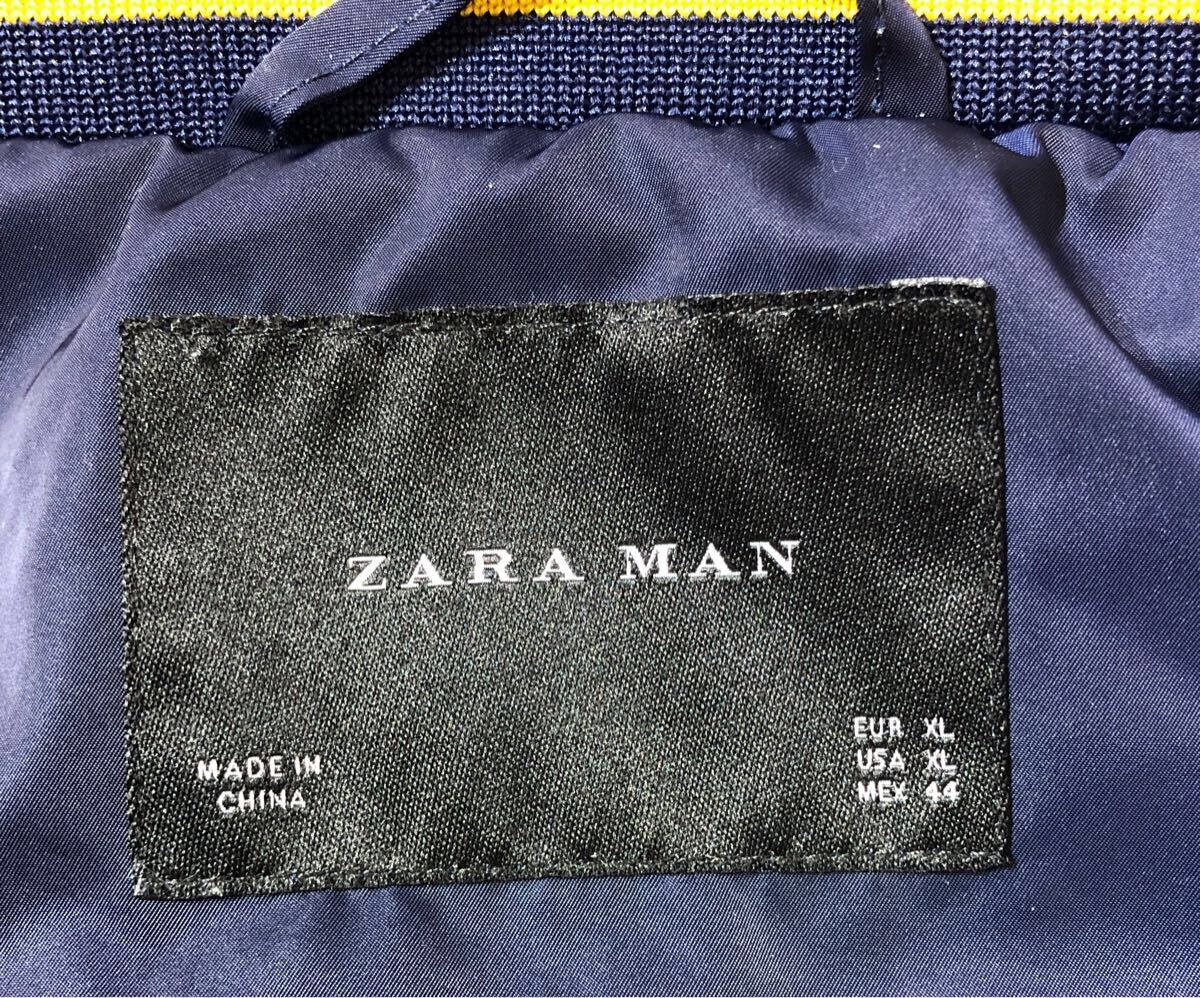 ZARA MAN
MADE IN
CHINA
EUR XL
USA XL
MEX 44